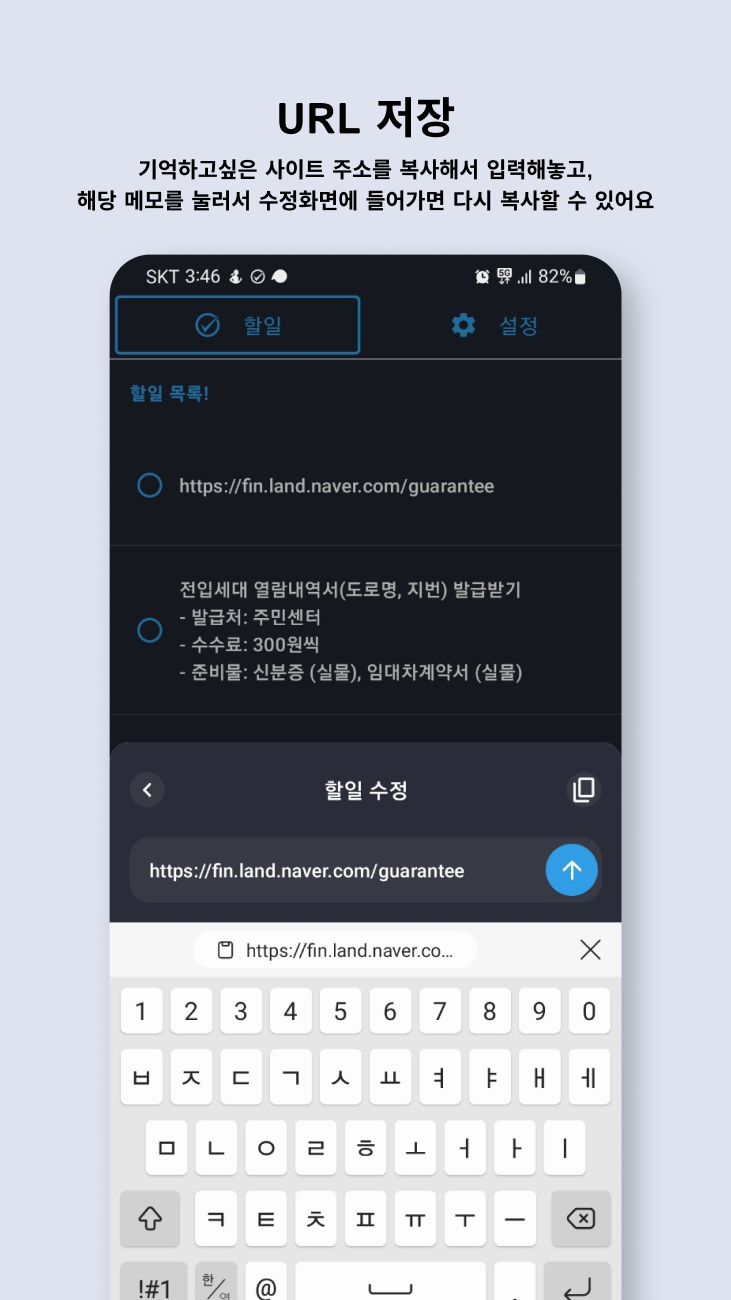 URL 저장
기억하고싶은 사이트 주소를 복사해서 입력해놓고,
해당 메모를 눌러서 수정화면에 들어가면 다시 복사할 수 있어요
SKT 3:46 5G 82%
할일 설정
할일 목록!
https://fin.land.naver.com/guarantee
전입세대 열람내역서(도로명, 지번) 발급받기
- 발급처: 주민센터
- 수수료: 300원씩
- 준비물: 신분증 (실물), 임대차계약서 (실물)
할일 수정
https://fin.land.naver.com/guarantee
https://fin.land.naver.co...
1 2 3 4 5 6 7 8 9 0
ㅂ ㅈ ㄷ ㄱ ㅅ ㅛ ㅕ ㅑ ㅐ ㅔ
ㅁ ㄴ ㅇ ㄹ ㅎ ㅗ ㅓ ㅏ ㅣ
ㅋ ㅌ ㅊ ㅍ ㅠ ㅜ ㅡ
!#1 한/영 @ .